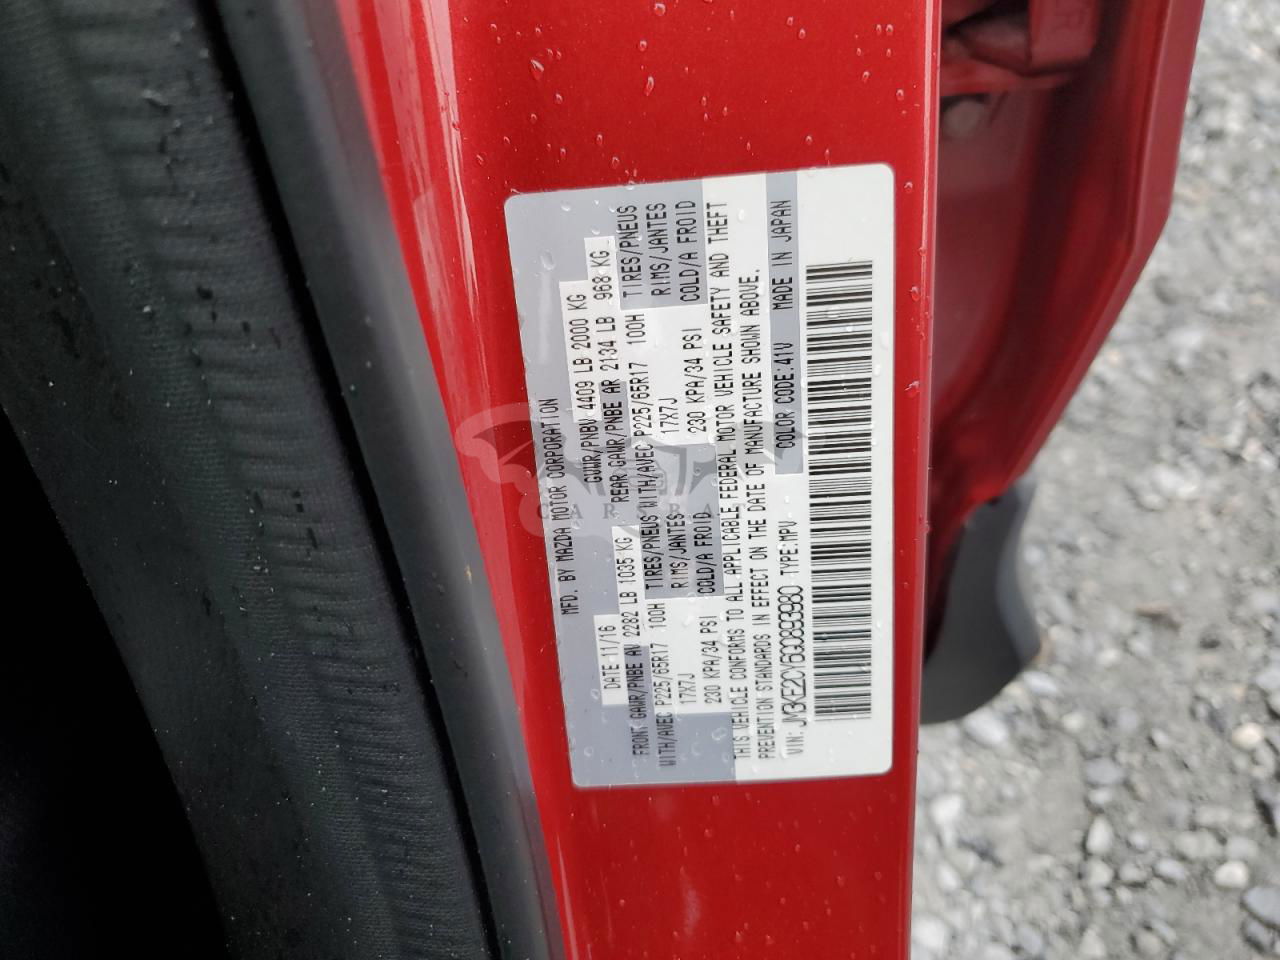 MFD. BY MAZDA MOTOR CORPORATION
DATE 11/16 GVWR/PNBV 4409 LB 2000 KG
FRONT GAWR/PNBE AV 2282 LB 1035 KG REAR GAWR/PNBE AR 2134 LB 968 KG
WITH/AVEC P225/65R17 100H TIRES/PNEUS WITH/AVEC P225/65R17 100H TIRES/PNEUS
17X7J RIMS/JANTES 17X7J RIMS/JANTES
230 KPA/34 PSI COLD/A FROID 230 KPA/34 PSI COLD/A FROID
THIS VEHICLE CONFORMS TO ALL APPLICABLE FEDERAL MOTOR VEHICLE SAFETY AND THEFT
PREVENTION STANDARDS IN EFFECT ON THE DATE OF MANUFACTURE SHOWN ABOVE.
VIN: JM3KE2CY6G0893980 TYPE:MPV COLOR CODE:41V MADE IN JAPAN
CARSBA